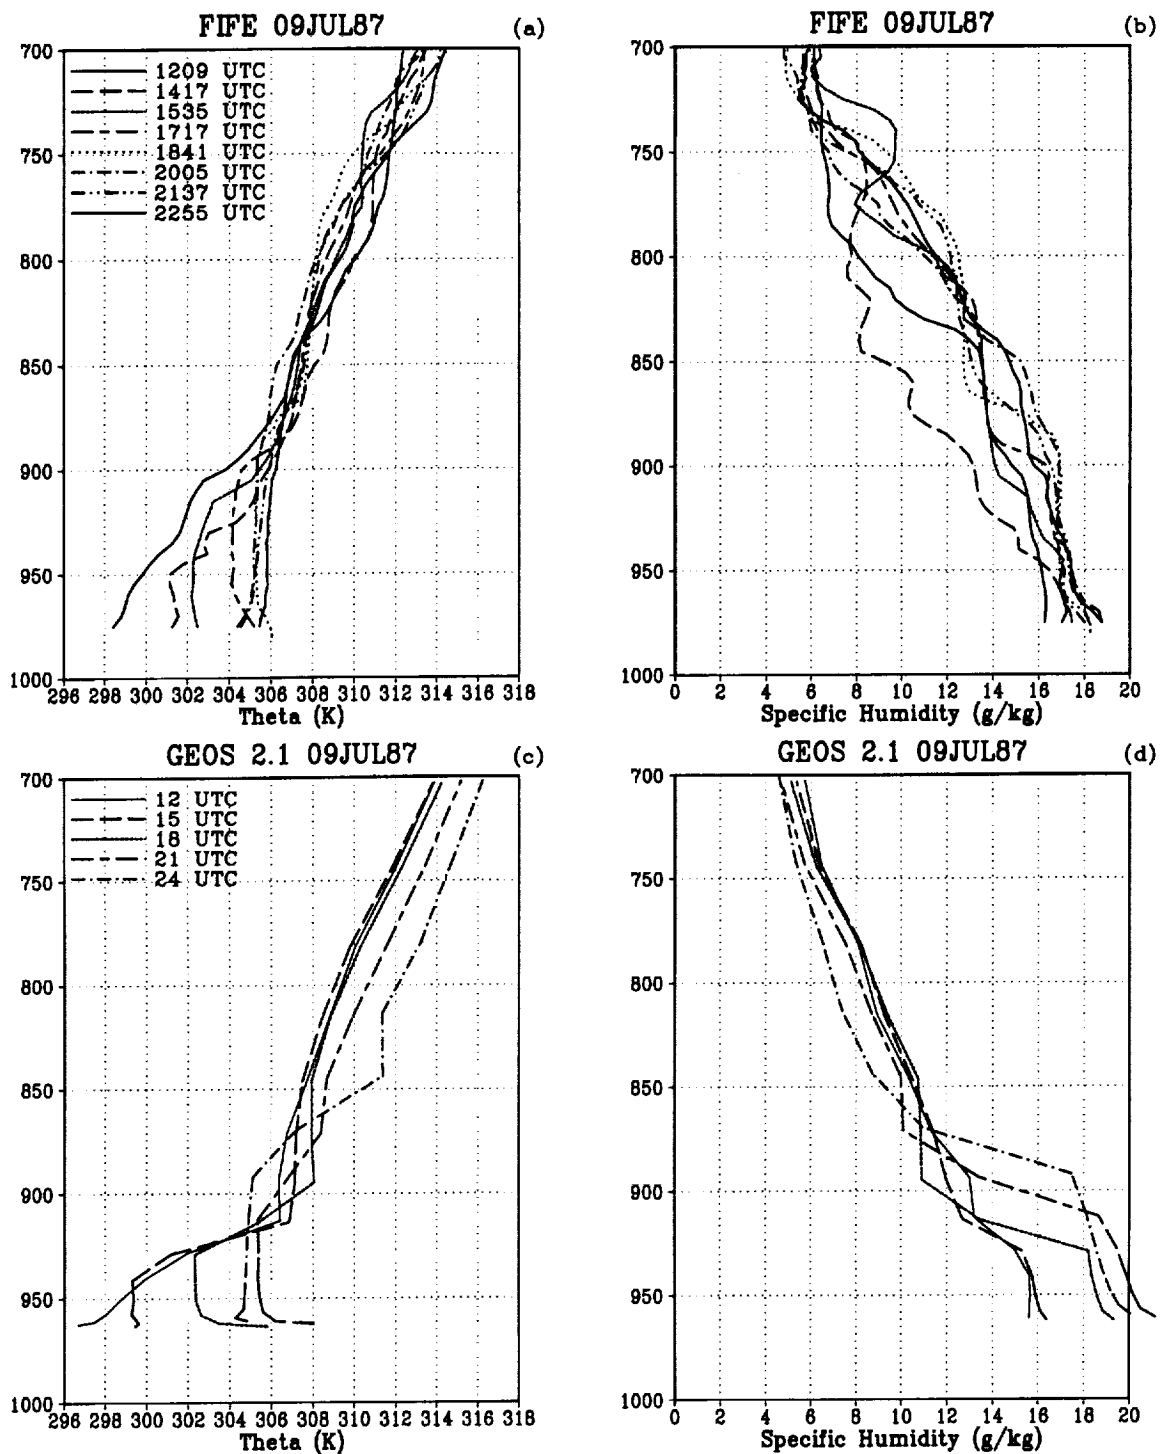 FIFE 09JUL87 (a)
700
750
800
850
900
950
1000
1209 UTC
1417 UTC
1535 UTC
1717 UTC
1841 UTC
2005 UTC
2137 UTC
2255 UTC
296 298 300 302 304 306 308 310 312 314 316 318
Theta (K)
FIFE 09JUL87 (b)
700
750
800
850
900
950
1000
0 2 4 6 8 10 12 14 16 18 20
Specific Humidity (g/kg)
GEOS 2.1 09JUL87 (c)
700
750
800
850
900
950
1000
12 UTC
15 UTC
18 UTC
21 UTC
24 UTC
296 298 300 302 304 306 308 310 312 314 316 318
Theta (K)
GEOS 2.1 09JUL87 (d)
700
750
800
850
900
950
1000
0 2 4 6 8 10 12 14 16 18 20
Specific Humidity (g/kg)